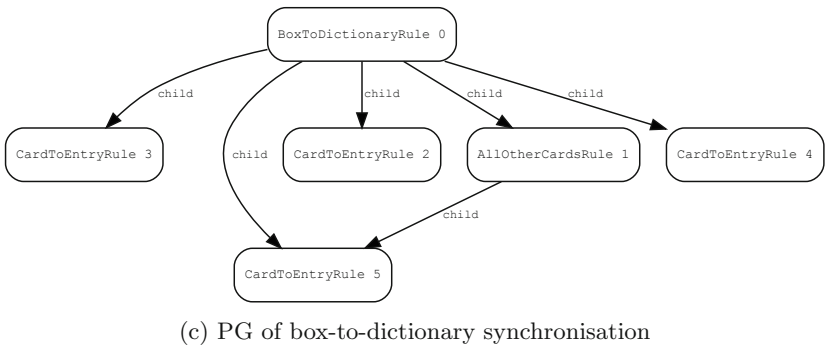 BoxToDictionaryRule 0
child
child
child
child
child
CardToEntryRule 3
CardToEntryRule 2
AllOtherCardsRule 1
CardToEntryRule 4
child
CardToEntryRule 5
(c) PG of box-to-dictionary synchronisation